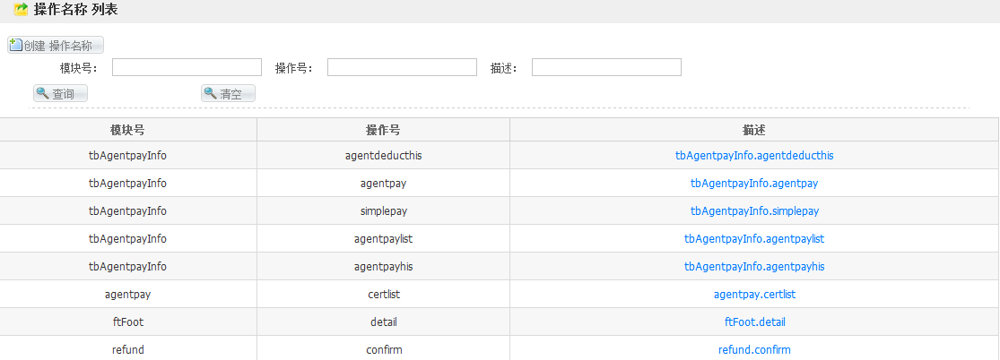 操作名称 列表
创建 操作名称
模块号： 操作号： 描述：
查询 清空
模块号 操作号 描述
tbAgentpayInfo agentdeducthis tbAgentpayInfo.agentdeducthis
tbAgentpayInfo agentpay tbAgentpayInfo.agentpay
tbAgentpayInfo simplepay tbAgentpayInfo.simplepay
tbAgentpayInfo agentpaylist tbAgentpayInfo.agentpaylist
tbAgentpayInfo agentpayhis tbAgentpayInfo.agentpayhis
agentpay certlist agentpay.certlist
ftFoot detail ftFoot.detail
refund confirm refund.confirm